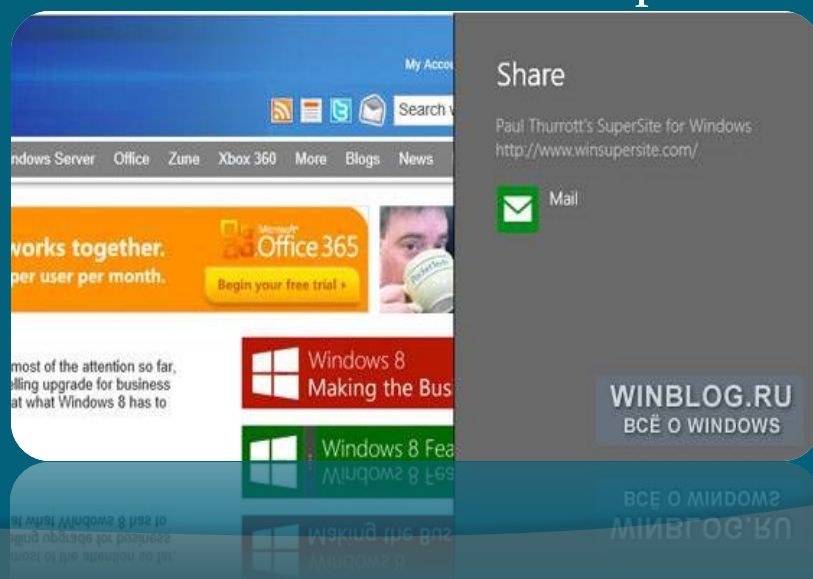 My Accou
Search
ndows Server Office Zune Xbox 360 More Blogs News
works together.
per user per month.
Microsoft
Office 365
Begin your free trial
most of the attention so far,
lling upgrade for business
at what Windows 8 has to
Windows 8
Making the Bus
Windows 8 Fea
Share
Paul Thurrott's SuperSite for Windows
http://www.winsupersite.com/
Mail
WINBLOG.RU
ВСЁ О WINDOWS